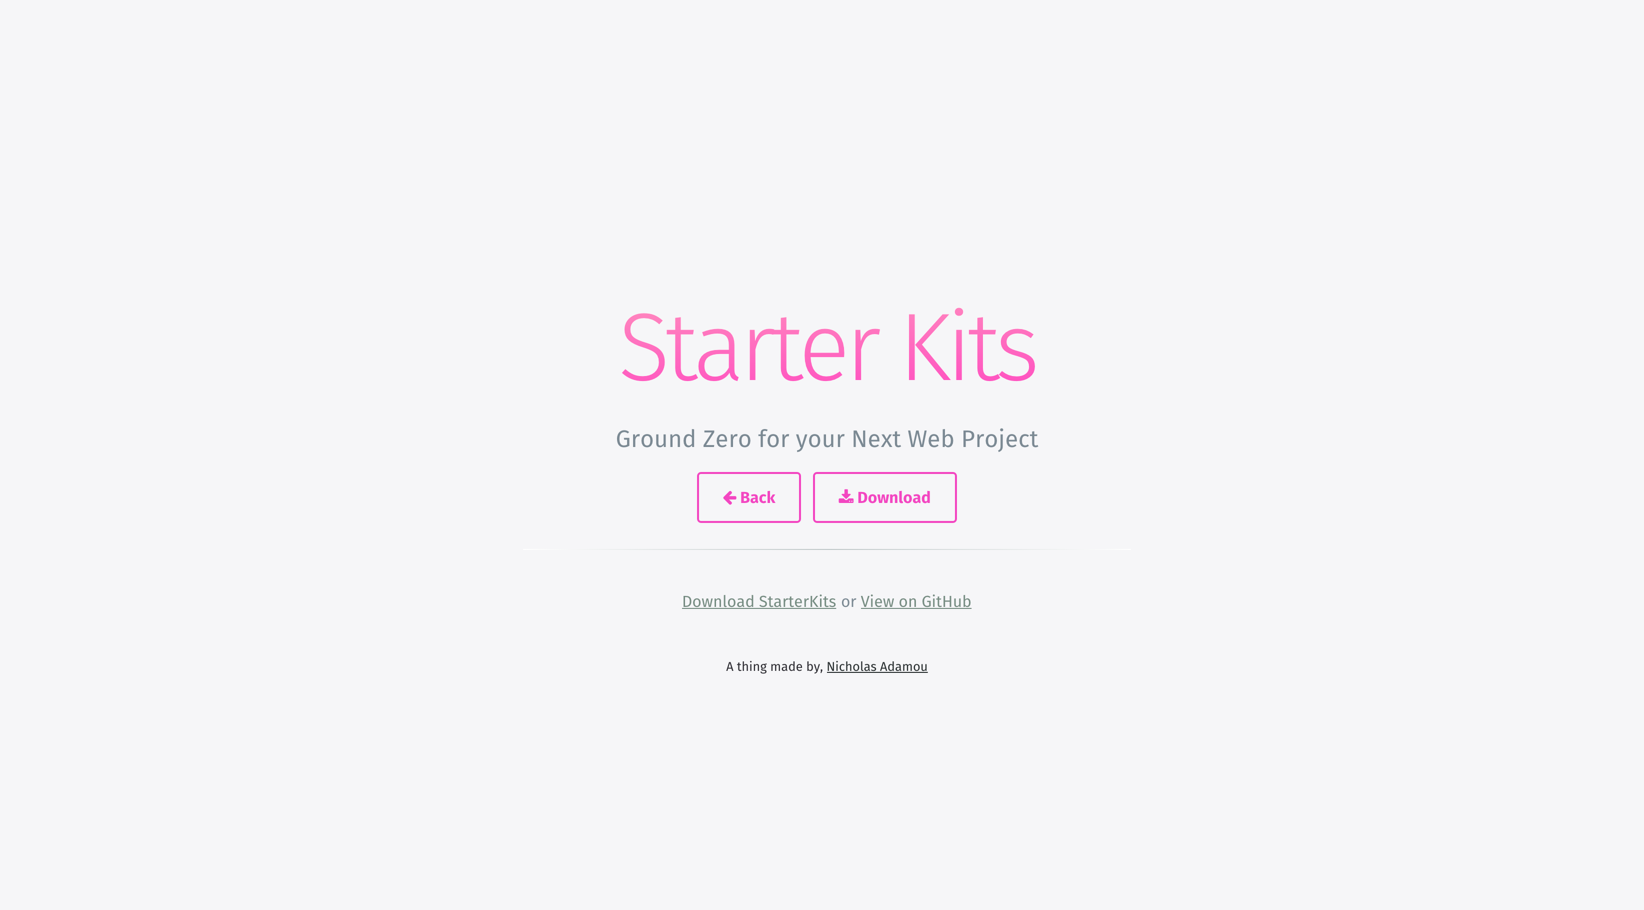 Starter Kits
Ground Zero for your Next Web Project
Back Download
Download StarterKits or View on GitHub
A thing made by, Nicholas Adamou